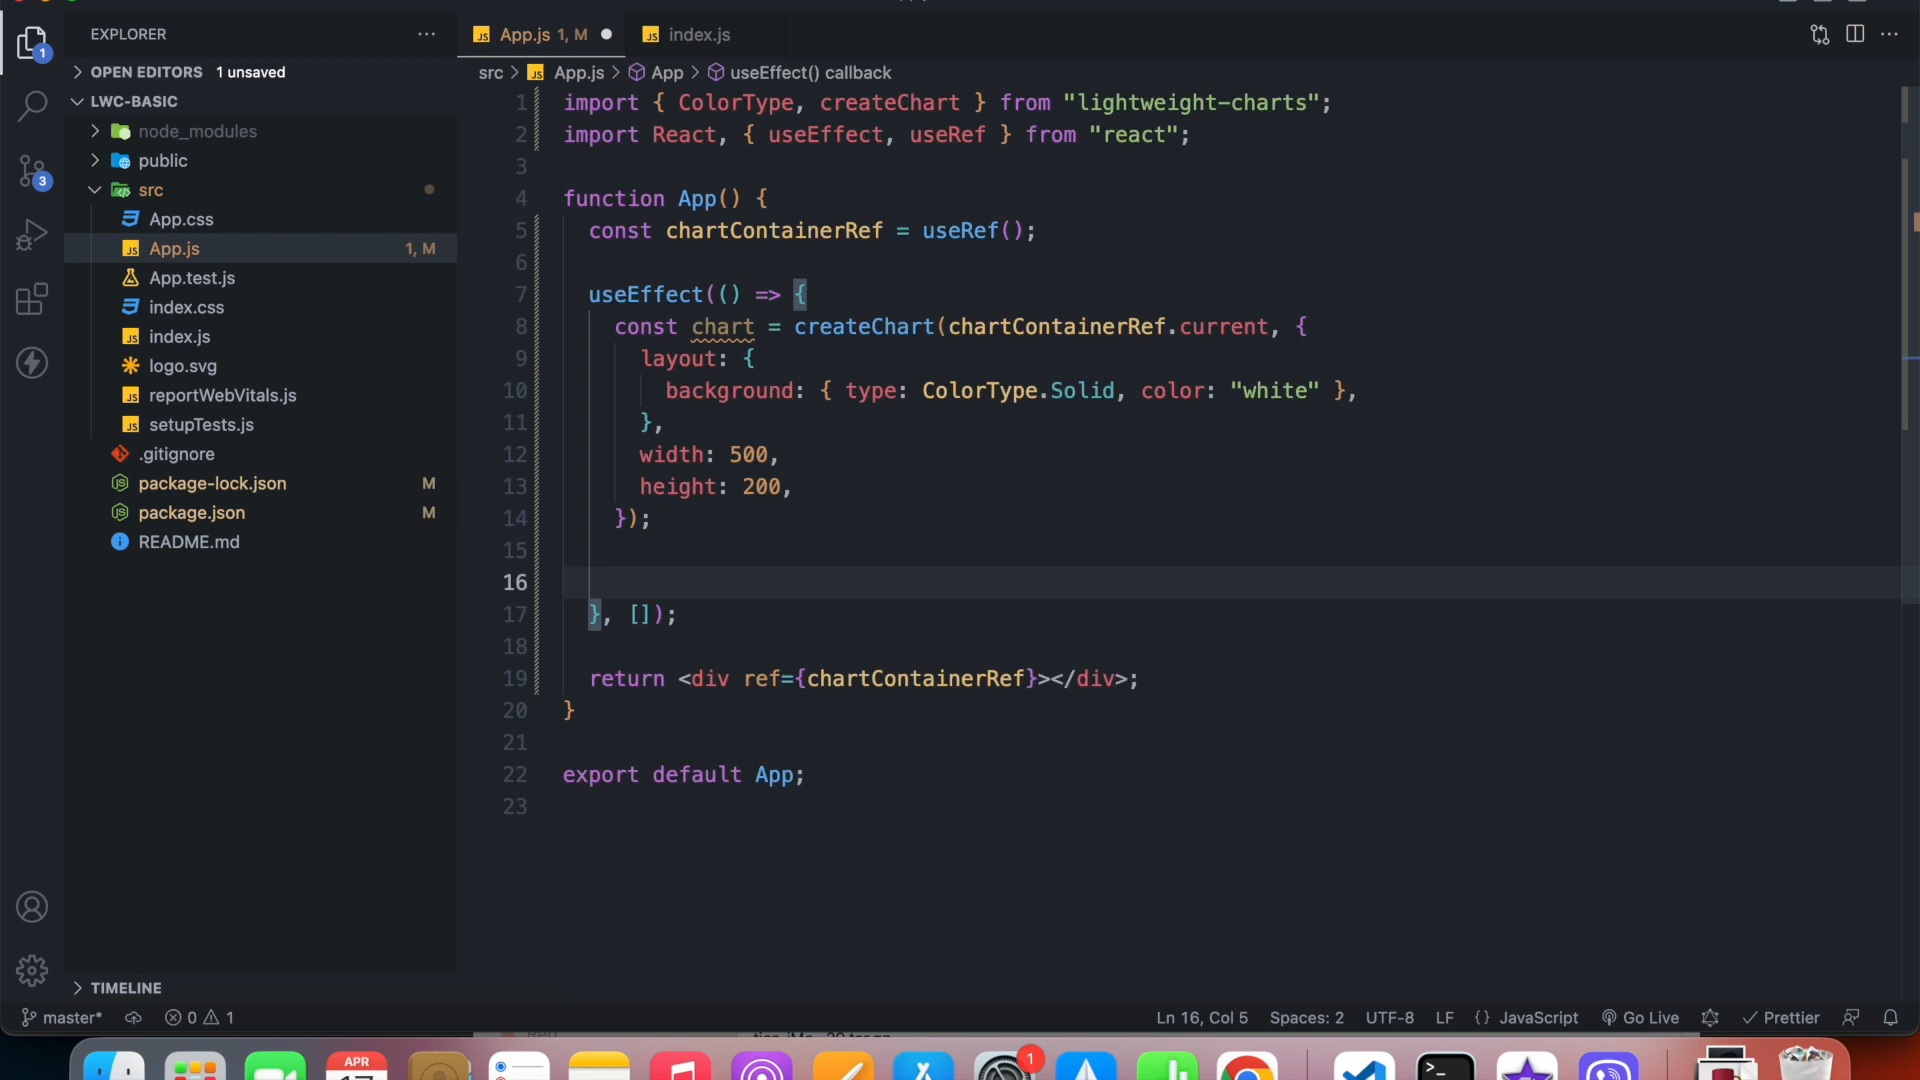 EXPLORER
App.js 1, M
index.js
OPEN EDITORS 1 unsaved
src > App.js > App > useEffect() callback
LWC-BASIC
node_modules
public
src
App.css
App.js 1, M
App.test.js
index.css
index.js
logo.svg
reportWebVitals.js
setupTests.js
.gitignore
package-lock.json M
package.json M
README.md
TIMELINE
1
3
1 import { ColorType, createChart } from "lightweight-charts";
2 import React, { useEffect, useRef } from "react";
3
4 function App() {
5 const chartContainerRef = useRef();
6
7 useEffect(() => {
8 const chart = createChart(chartContainerRef.current, {
9 layout: {
10 background: { type: ColorType.Solid, color: "white" },
11 },
12 width: 500,
13 height: 200,
14 });
15
16
17 }, []);
18
19 return <div ref={chartContainerRef}></div>;
20 }
21
22 export default App;
23
master* 0 1
Ln 16, Col 5 Spaces: 2 UTF-8 LF {} JavaScript Go Live Prettier
APR
1